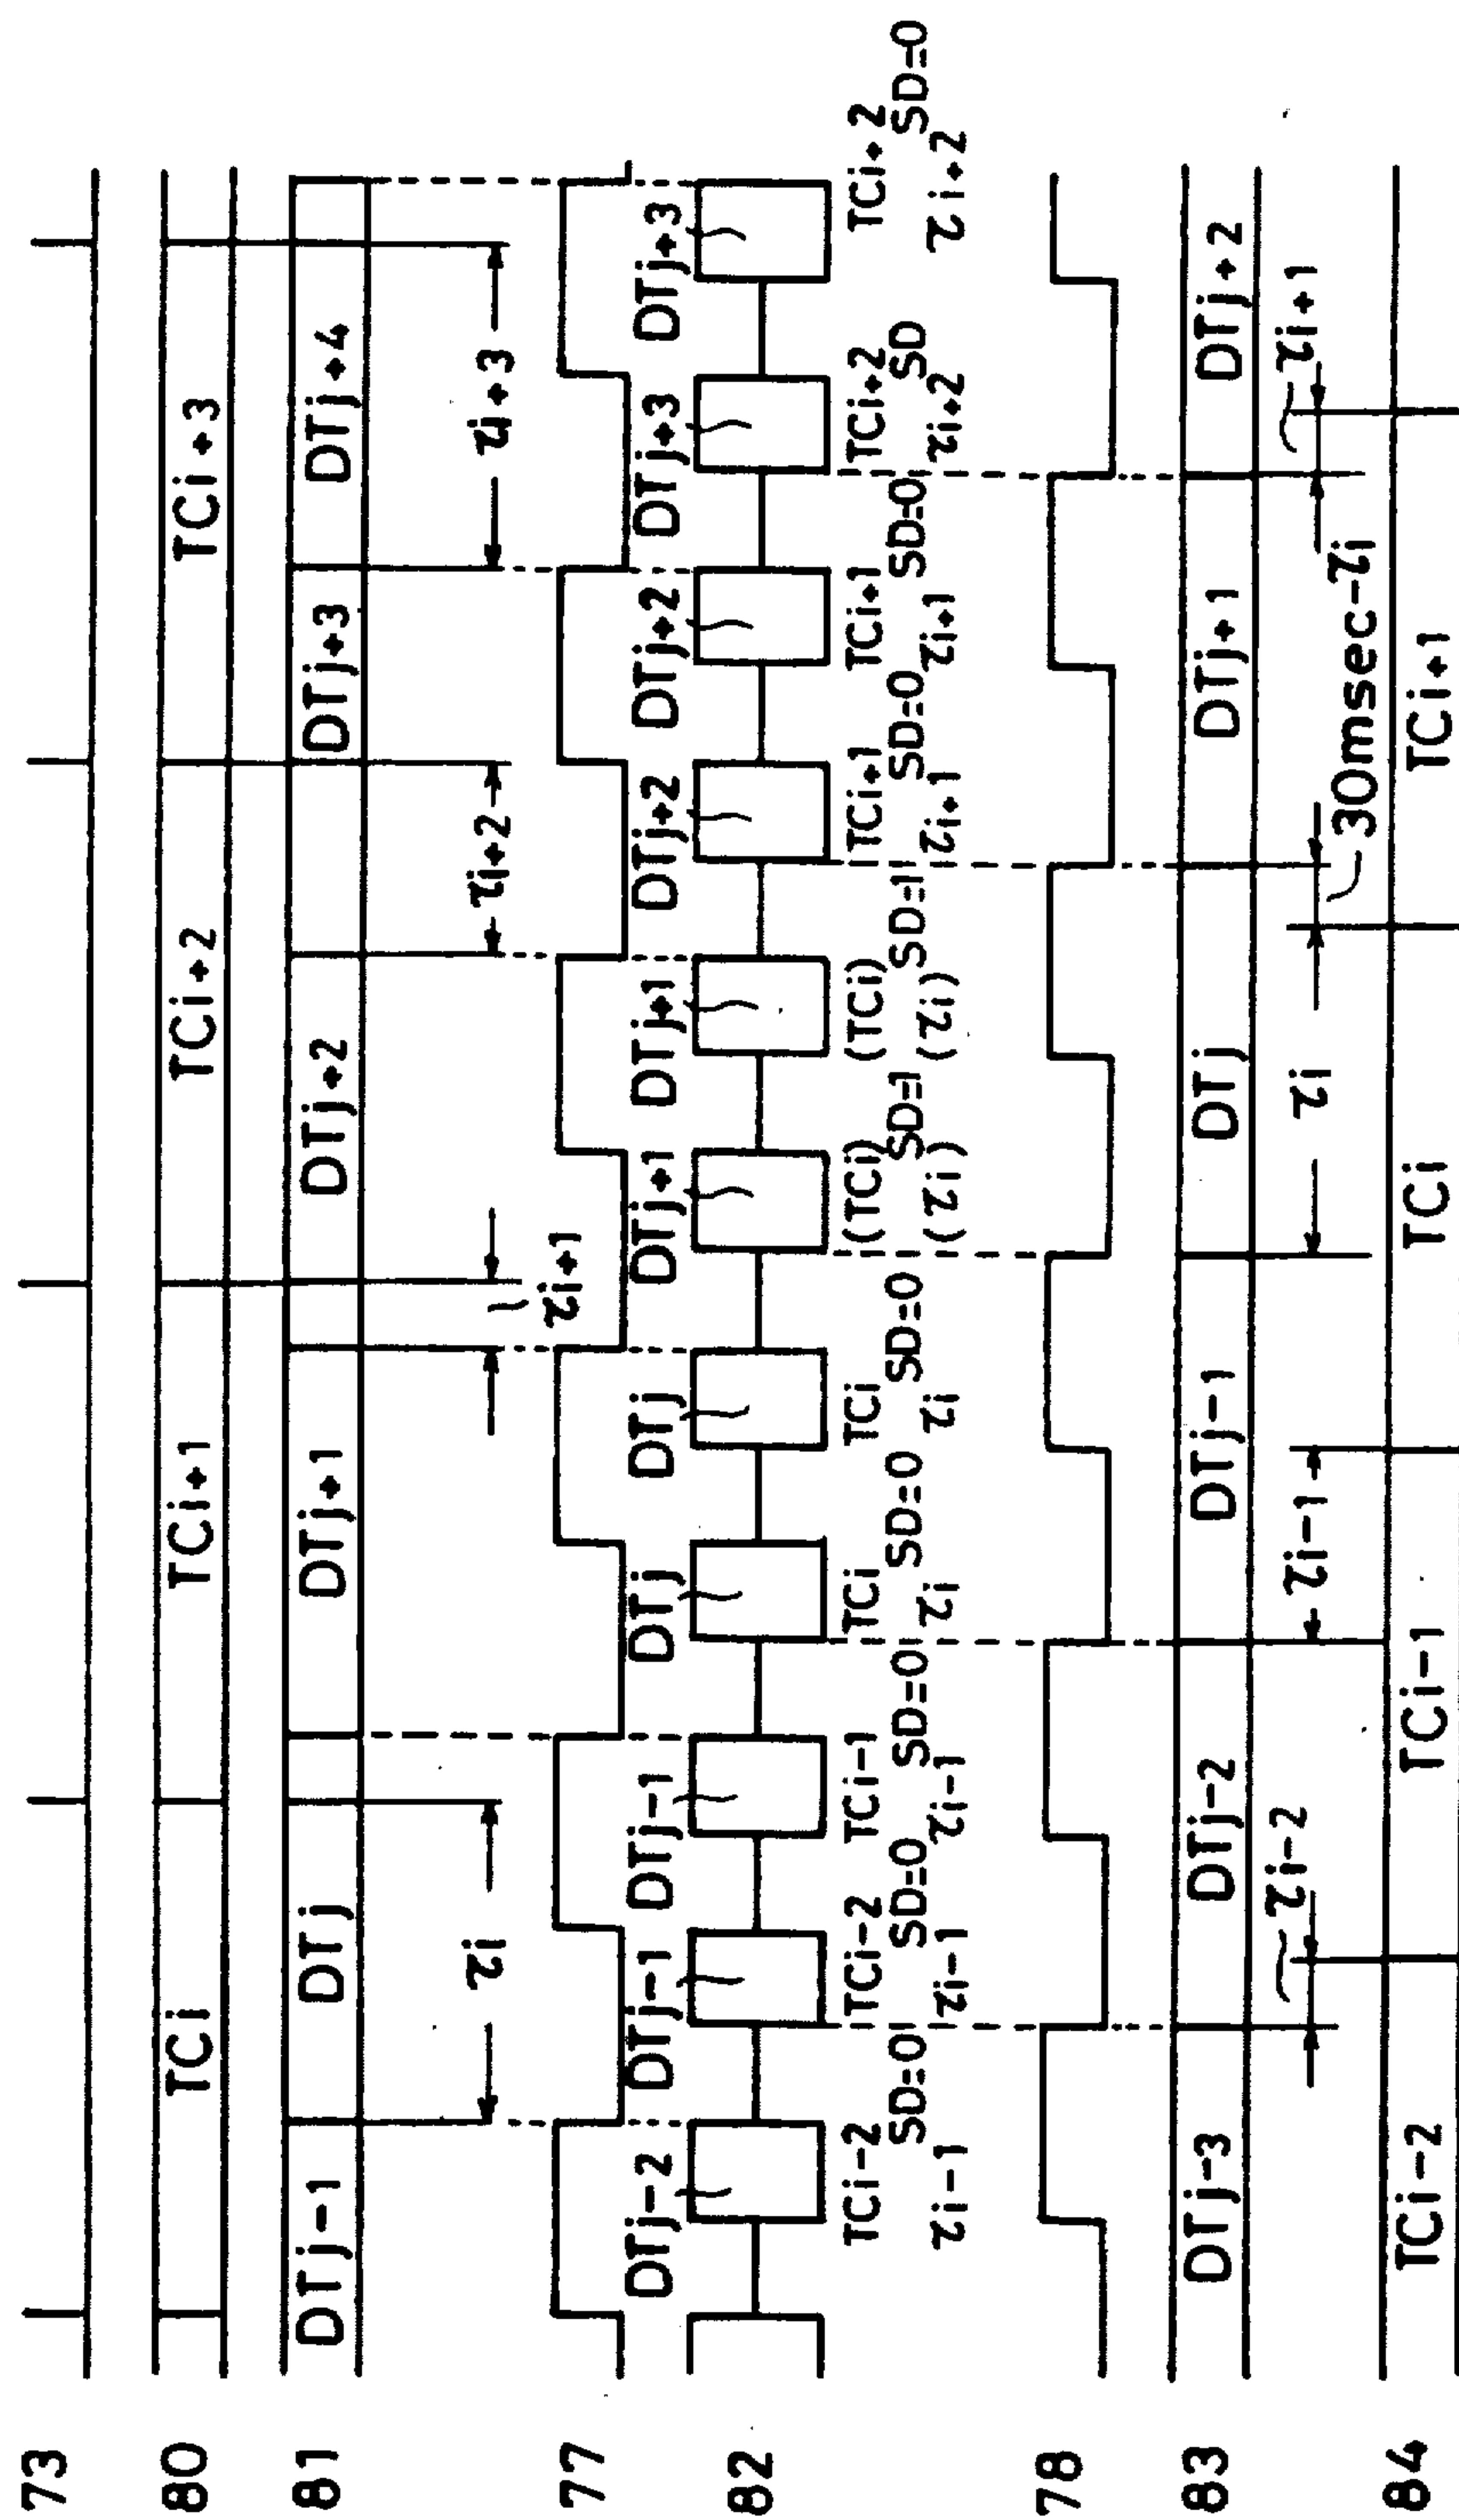 73
80 TCi TCi+1 TCi+2 TCi+3
81 DTj-1 DTj DTj+1 DTj+2 DTj+3 DTj+4
τi τi+1 τi+2 τi+3
77
DTj-2 DTj-1 DTj-1 DTj DTj DTj+1 DTj+1 DTj+2 DTj+2 DTj+3 DTj+3
82
TCi-2 TCi-2 TCi-1 TCi TCi (TCi) (TCi) TCi+1 TCi+1 TCi+2 TCi+2
SD=0 SD=0 SD=0 SD=0 SD=0 SD=1 SD=1 SD=0 SD=0 SD SD=0
τi-1 τi-1 τi-1 τi τi (τi) (τi) τi+1 τi+1 τi+2 τi+2
78
83 DTj-3 DTj-2 DTj-1 DTj DTj+1 DTj+2
τi-2 τi-1 τi 30msec-τi τi+1
84 TCi-2 TCi-1 TCi TCi+1